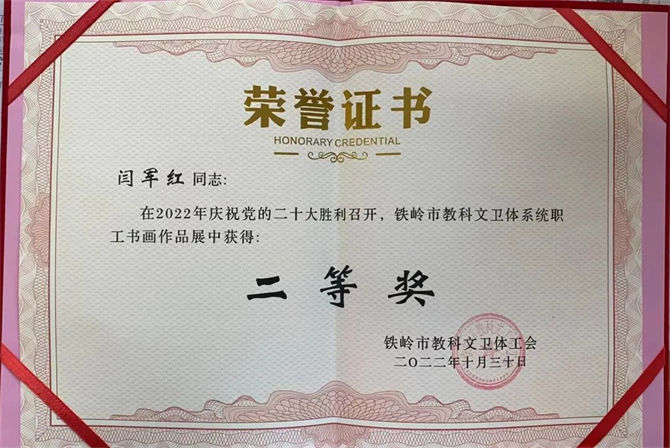 荣誉证书
HONORARY CREDENTIAL
闫军红同志:
在2022年庆祝党的二十大胜利召开，铁岭市教科文卫体系统职
工书画作品展中获得:
二等奖
铁岭市教科文卫体工会
二〇二二年十月三十日